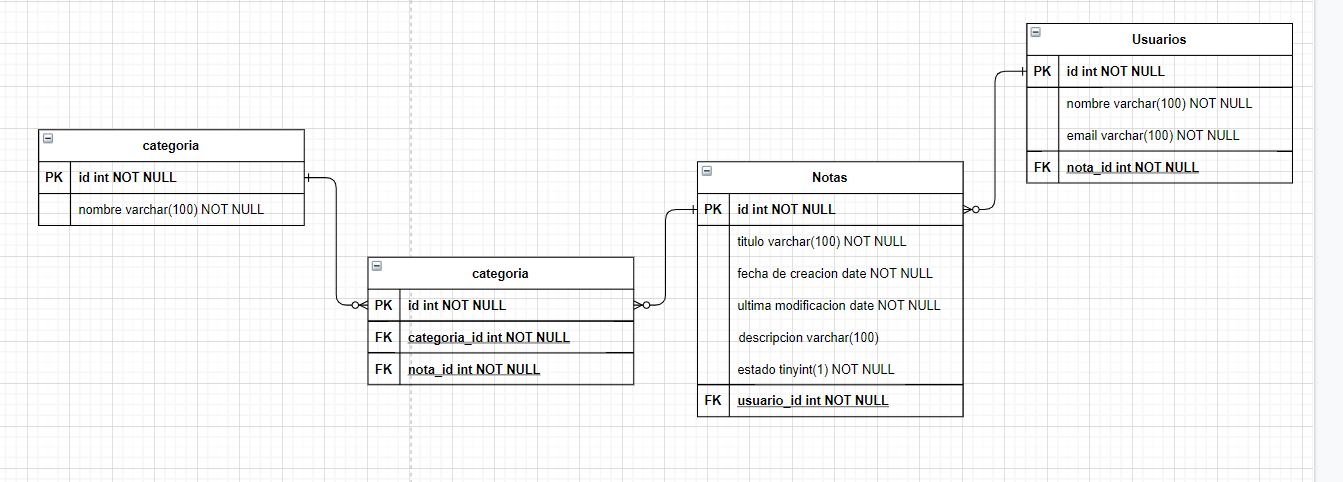 categoria
PK id int NOT NULL
nombre varchar(100) NOT NULL
categoria
PK id int NOT NULL
FK categoria_id int NOT NULL
FK nota_id int NOT NULL
Notas
PK id int NOT NULL
titulo varchar(100) NOT NULL
fecha de creacion date NOT NULL
ultima modificacion date NOT NULL
descripcion varchar(100)
estado tinyint(1) NOT NULL
FK usuario_id int NOT NULL
Usuarios
PK id int NOT NULL
nombre varchar(100) NOT NULL
email varchar(100) NOT NULL
FK nota_id int NOT NULL